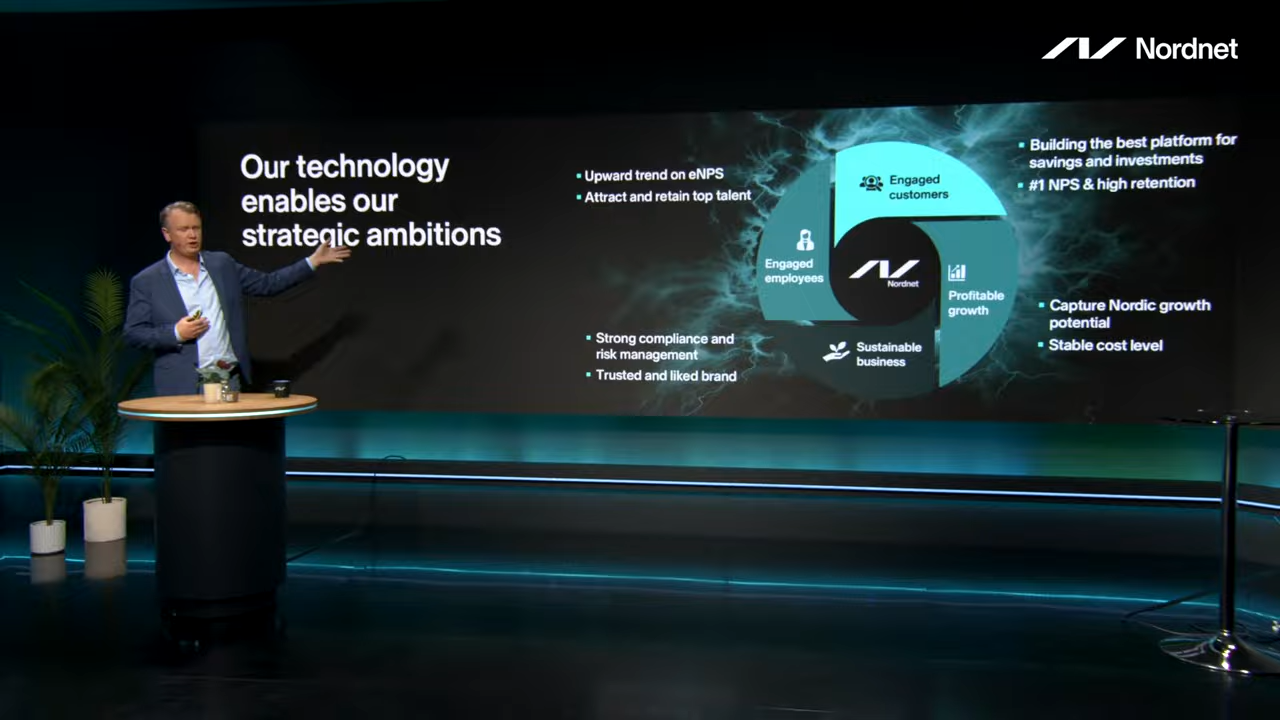 Nordnet
Our technology
enables our
strategic ambitions
Upward trend on eNPS
Attract and retain top talent
Engaged
customers
Building the best platform for
savings and investments
#1 NPS & high retention
Engaged
employees
Nordnet
Profitable
growth
Capture Nordic growth
potential
Stable cost level
Strong compliance and
risk management
Trusted and liked brand
Sustainable
business